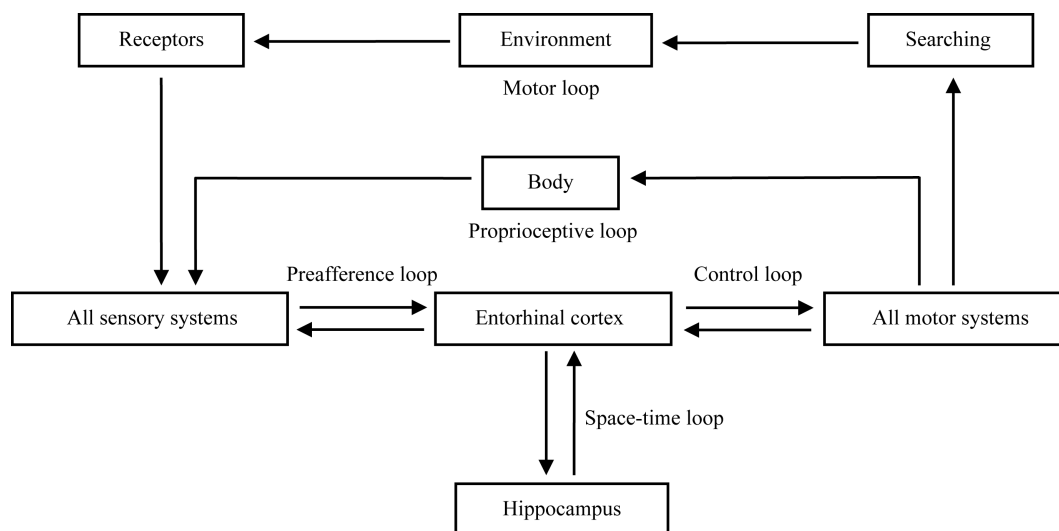 Receptors
Environment
Searching
Motor loop
Body
Proprioceptive loop
Preafference loop
Control loop
All sensory systems
Entorhinal cortex
All motor systems
Space-time loop
Hippocampus